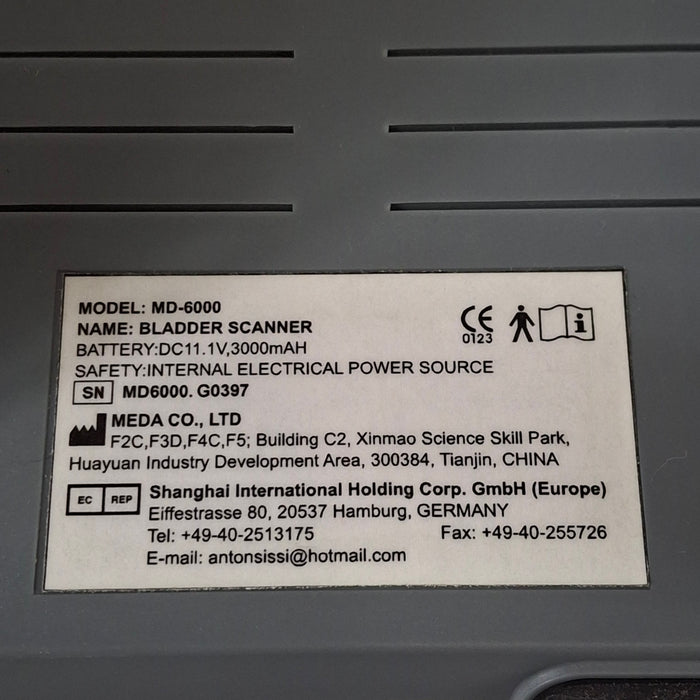 MODEL: MD-6000
NAME: BLADDER SCANNER
BATTERY:DC11.1V,3000mAH
SAFETY:INTERNAL ELECTRICAL POWER SOURCE
SN MD6000. G0397
CE
0123
i
MEDA CO., LTD
F2C,F3D,F4C,F5; Building C2, Xinmao Science Skill Park,
Huayuan Industry Development Area, 300384, Tianjin, CHINA
EC REP Shanghai International Holding Corp. GmbH (Europe)
Eiffestrasse 80, 20537 Hamburg, GERMANY
Tel: +49-40-2513175 Fax: +49-40-255726
E-mail: antonsissi@hotmail.com